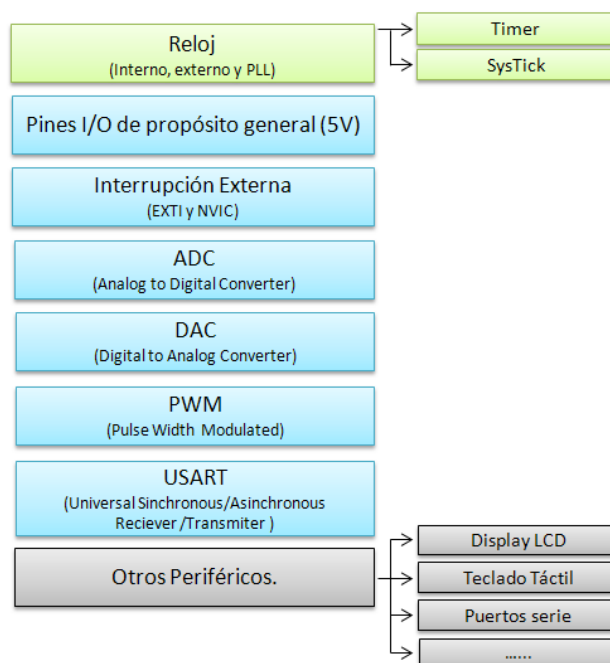 Reloj
(Interno, externo y PLL)
Timer
SysTick
Pines I/O de propósito general (5V)
Interrupción Externa
(EXTI y NVIC)
ADC
(Analog to Digital Converter)
DAC
(Digital to Analog Converter)
PWM
(Pulse Width Modulated)
USART
(Universal Sinchronous/Asinchronous
Reciever/Transmiter )
Otros Periféricos.
Display LCD
Teclado Táctil
Puertos serie
…...